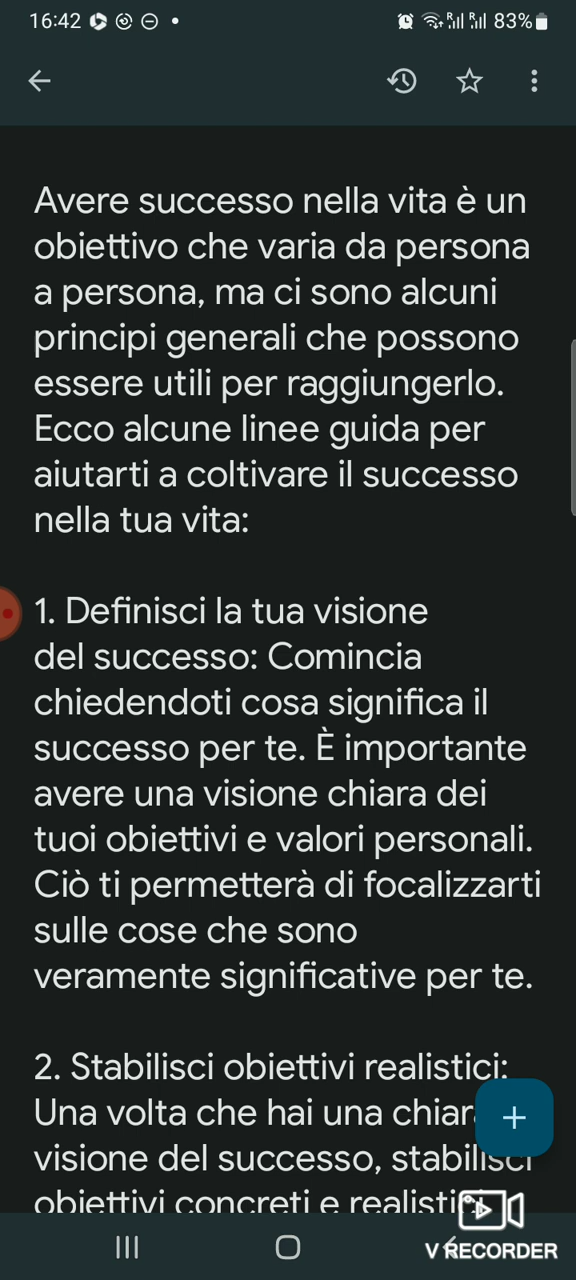 16:42
83%
Avere successo nella vita è un
obiettivo che varia da persona
a persona, ma ci sono alcuni
principi generali che possono
essere utili per raggiungerlo.
Ecco alcune linee guida per
aiutarti a coltivare il successo
nella tua vita:
1. Definisci la tua visione
del successo: Comincia
chiedendoti cosa significa il
successo per te. È importante
avere una visione chiara dei
tuoi obiettivi e valori personali.
Ciò ti permetterà di focalizzarti
sulle cose che sono
veramente significative per te.
2. Stabilisci obiettivi realistici:
Una volta che hai una chiara
visione del successo, stabilisci
obiettivi concreti e realistici
V RECORDER